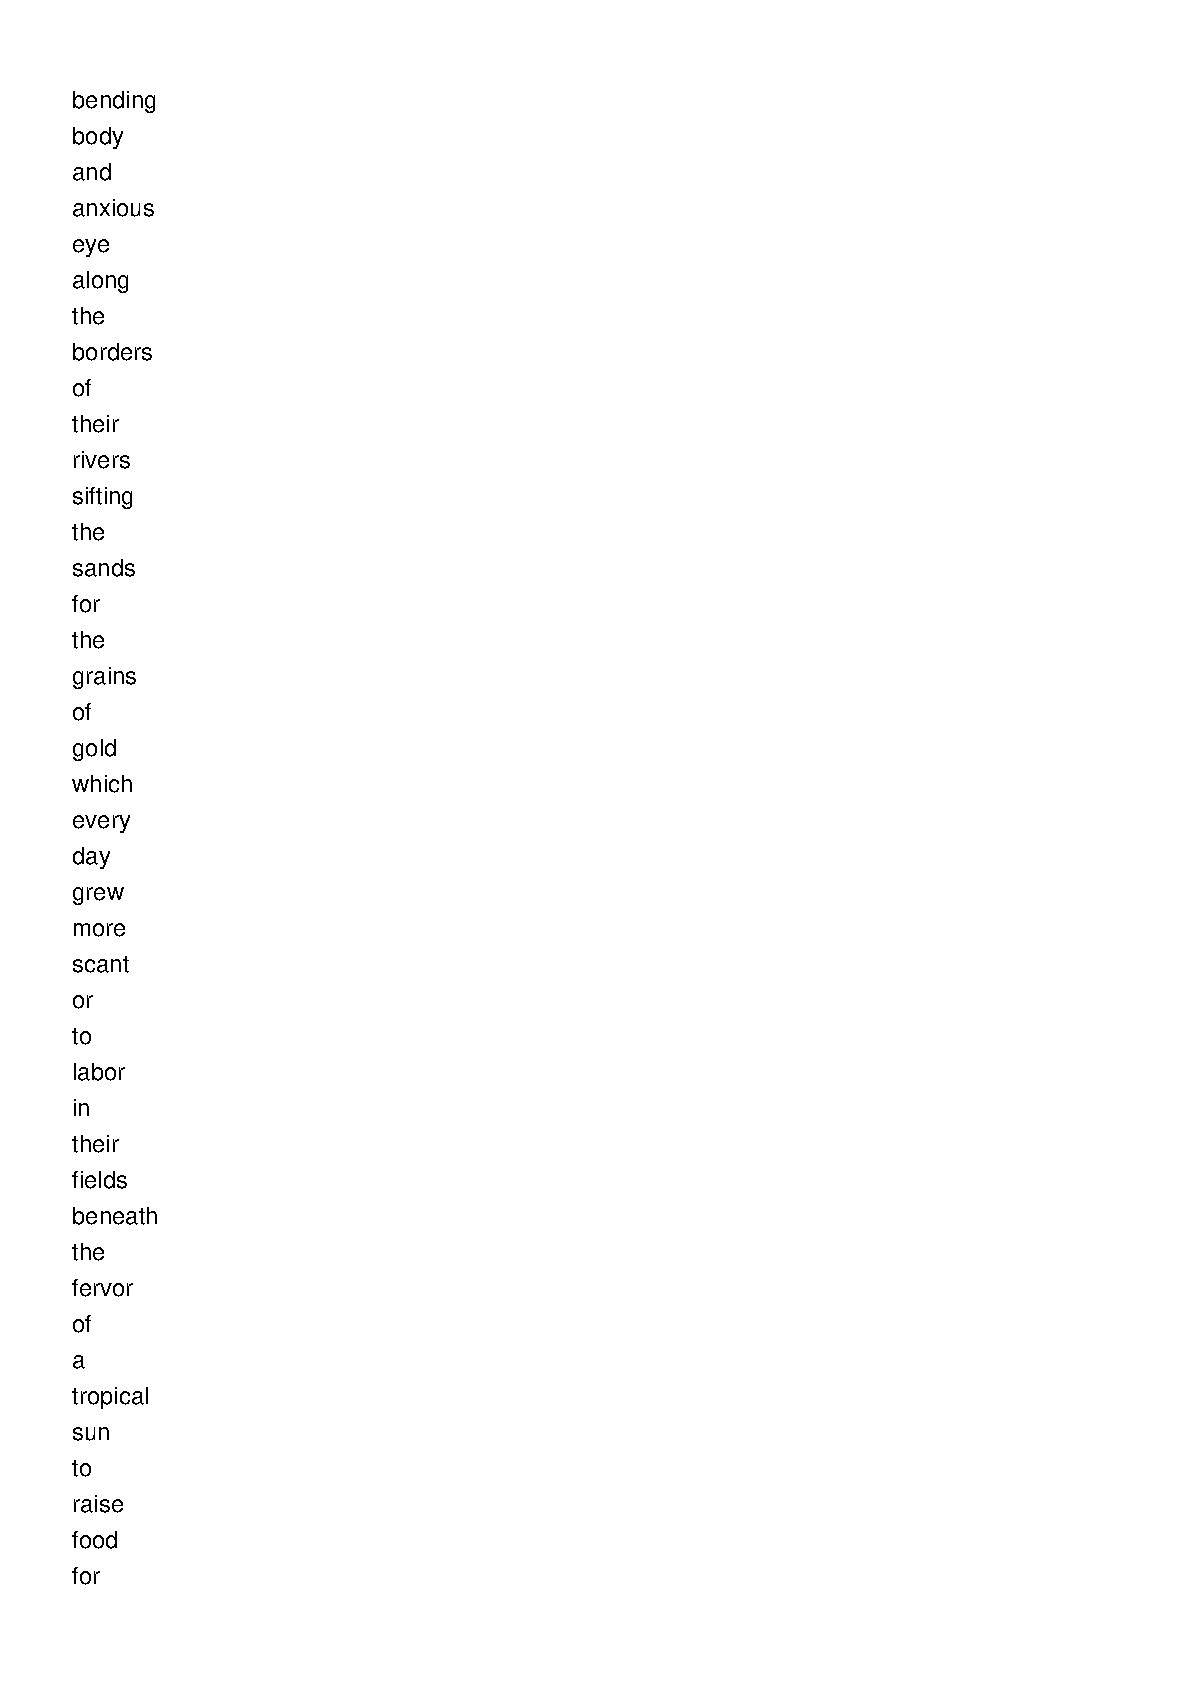 bending
body
and
anxious
eye
along
the
borders
of
their
rivers
sifting
the
sands
for
the
grains
of
gold
which
every
day
grew
more
scant
or
to
labor
in
their
fields
beneath
the
fervor
of
a
tropical
sun
to
raise
food
for